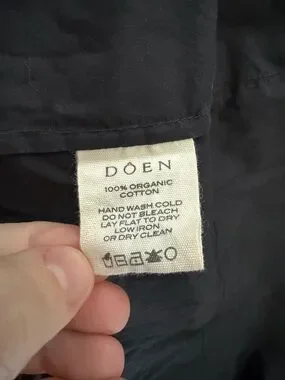 DÔEN
100% ORGANIC
COTTON
HAND WASH COLD
DO NOT BLEACH
LAY FLAT TO DRY
LOW IRON
OR DRY CLEAN